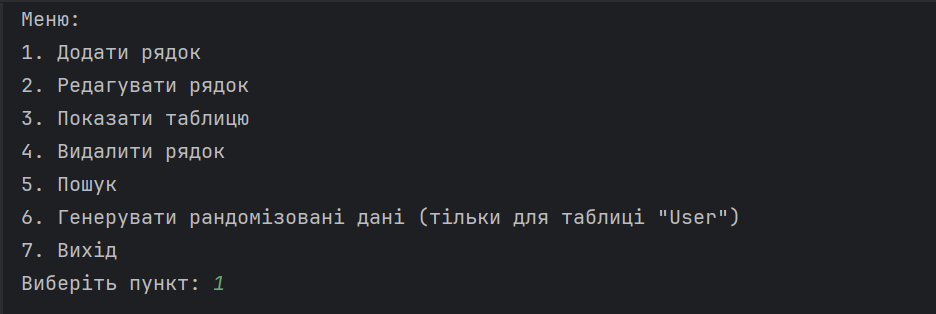 Меню:
1. Додати рядок
2. Редагувати рядок
3. Показати таблицю
4. Видалити рядок
5. Пошук
6. Генерувати рандомізовані дані (тільки для таблиці "User")
7. Вихід
Виберіть пункт: 1